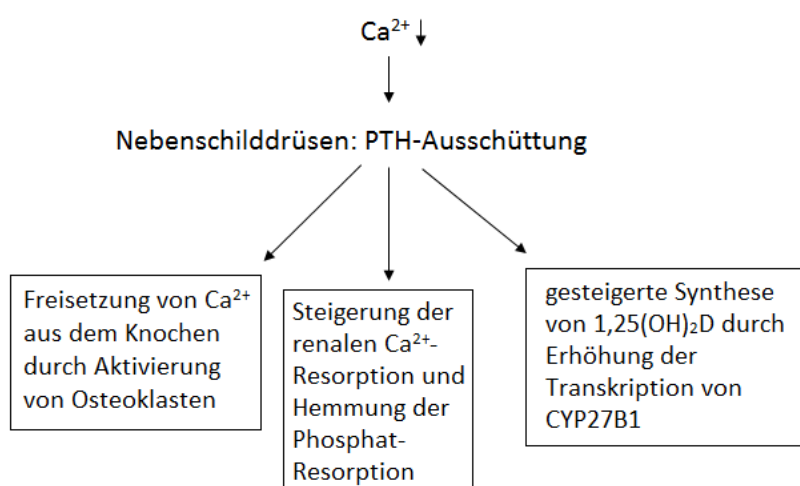 Ca²⁺ ↓
Nebenschilddrüsen: PTH-Ausschüttung
Freisetzung von Ca²⁺
aus dem Knochen
durch Aktivierung
von Osteoklasten
Steigerung der
renalen Ca²⁺-
Resorption und
Hemmung der
Phosphat-
Resorption
gesteigerte Synthese
von 1,25(OH)₂D durch
Erhöhung der
Transkription von
CYP27B1